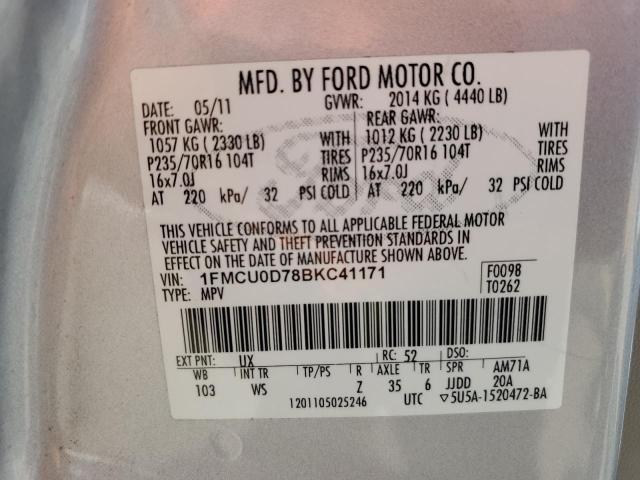 MFD. BY FORD MOTOR CO.
DATE: 05/11 GVWR: 2014 KG ( 4440 LB)
FRONT GAWR: REAR GAWR:
1057 KG ( 2330 LB) WITH 1012 KG ( 2230 LB) WITH
P235/70R16 104T TIRES P235/70R16 104T TIRES
16x7.0J RIMS 16x7.0J RIMS
AT 220 kPa/ 32 PSI COLD AT 220 kPa/ 32 PSI COLD
THIS VEHICLE CONFORMS TO ALL APPLICABLE FEDERAL MOTOR
VEHICLE SAFETY AND THEFT PREVENTION STANDARDS IN
EFFECT ON THE DATE OF MANUFACTURE SHOWN ABOVE.
VIN: 1FMCU0D78BKC41171 F0098
TYPE: MPV T0262
EXT PNT: UX RC: 52 DSO:
WB INT TR TP/PS R AXLE TR SPR AM71A
103 WS Z 35 6 JJDD 20A
1201105025246 UTC ▽5U5A-1520472-BA